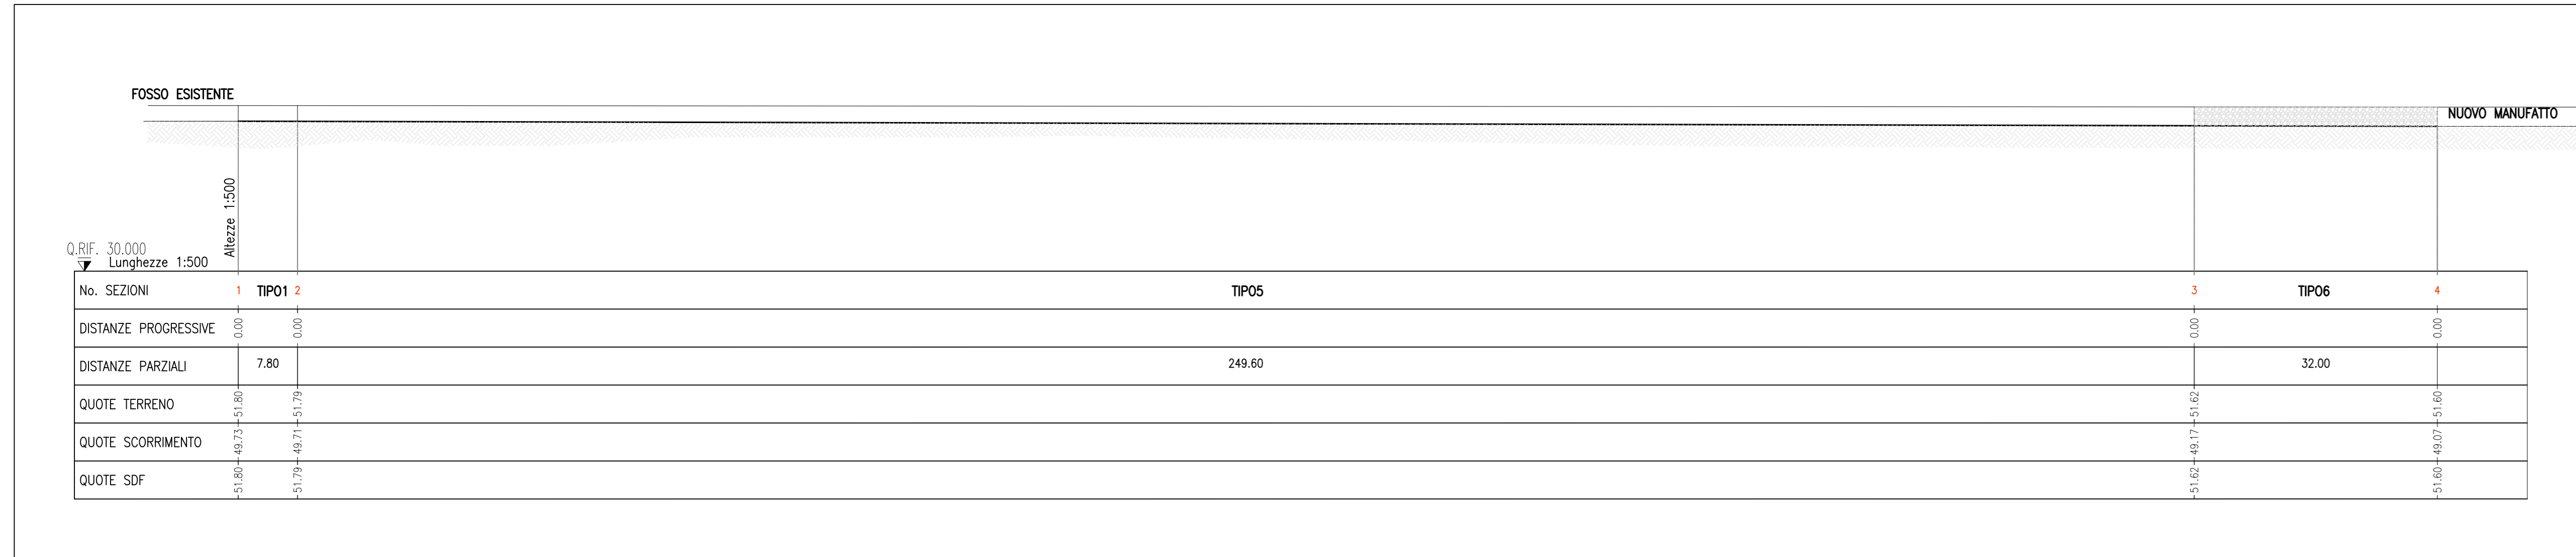 FOSSO ESISTENTE
NUOVO MANUFATTO
Altezze 1:500
Q.RIF. 30.000
Lunghezze 1:500
No. SEZIONI 1 TIPO1 2 TIPO5 3 TIPO6 4
DISTANZE PROGRESSIVE 0.00 0.00 0.00 0.00
DISTANZE PARZIALI 7.80 249.60 32.00
QUOTE TERRENO 51.80 51.79 51.62 51.60
QUOTE SCORRIMENTO 49.73 49.71 49.17 49.07
QUOTE SDF 51.80 51.79 51.62 51.60